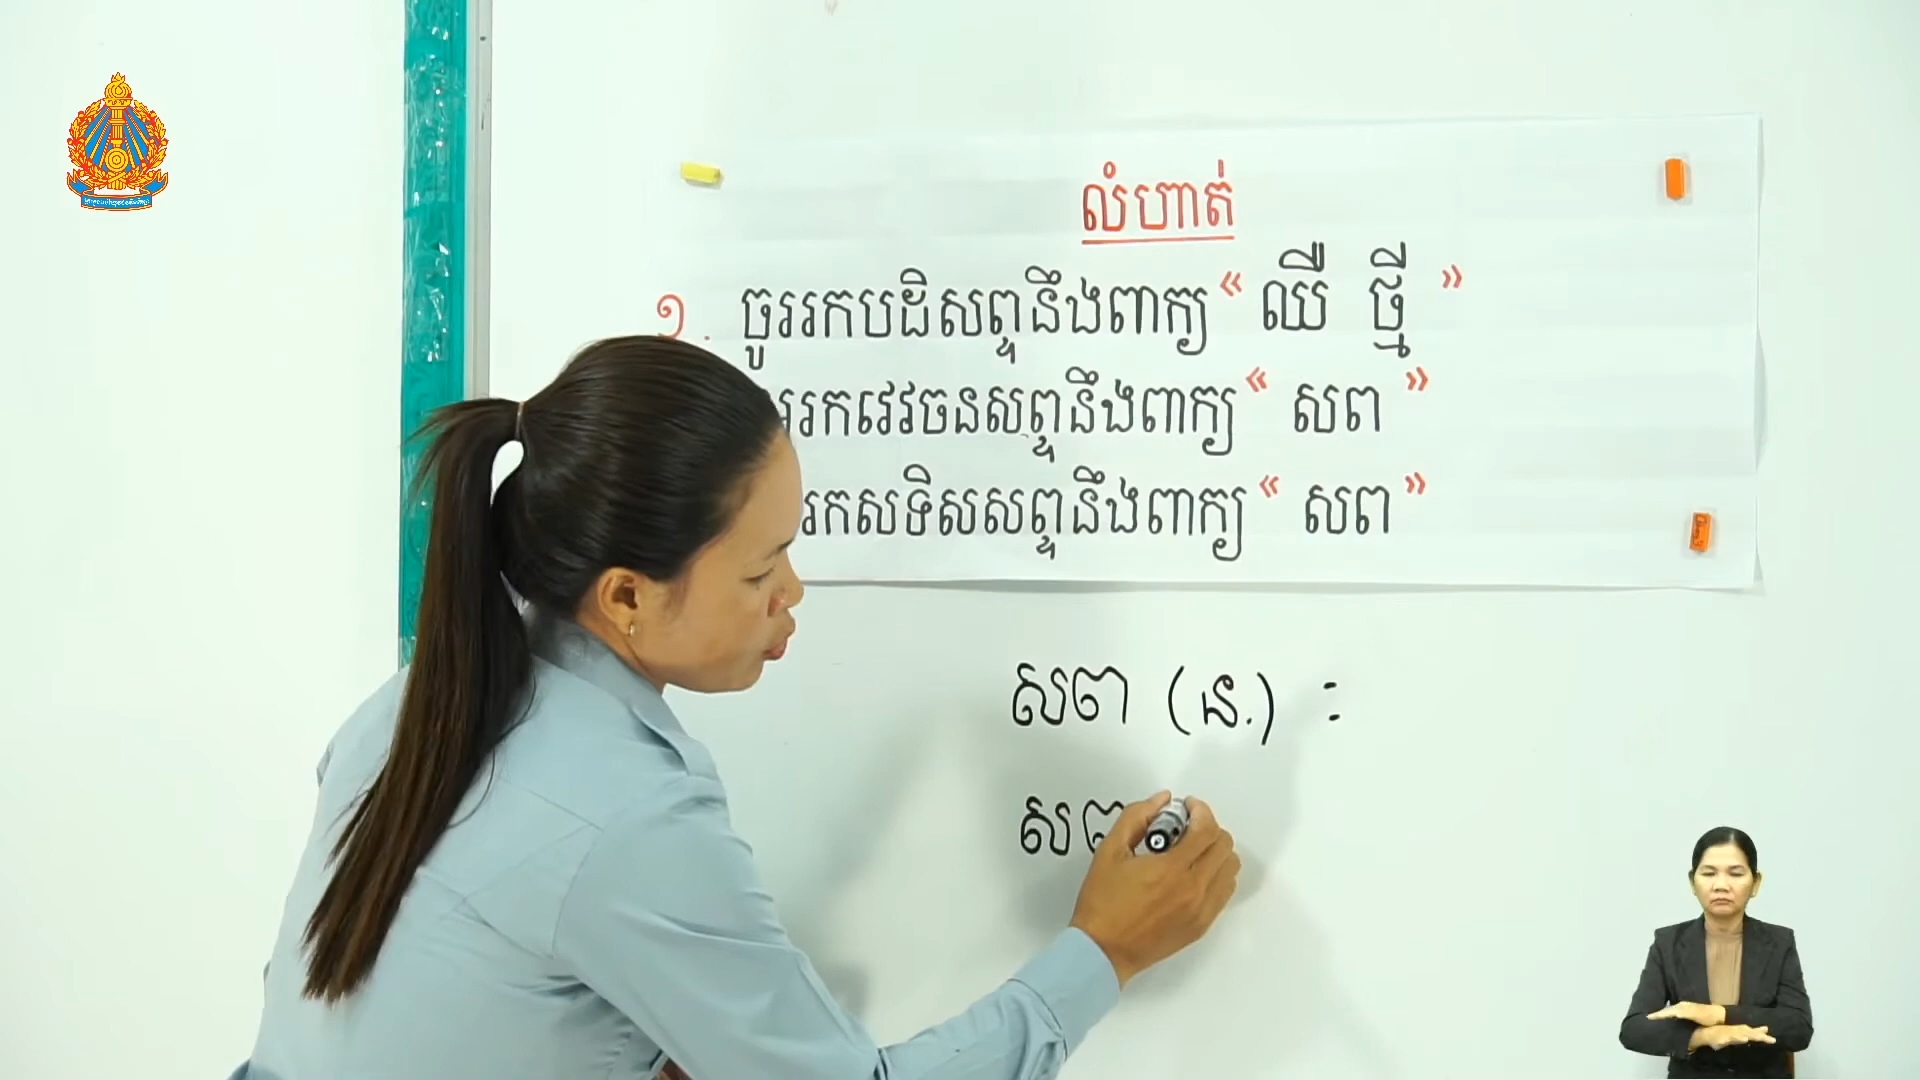 លំហាត់
១. ចូររកបដិសព្ទនឹងពាក្យ « ឈឺ ថ្មី »
រកវេវចនសព្ទនឹងពាក្យ « សព »
រកសទិសសព្ទនឹងពាក្យ « សព »
សព (ន.) :
សព